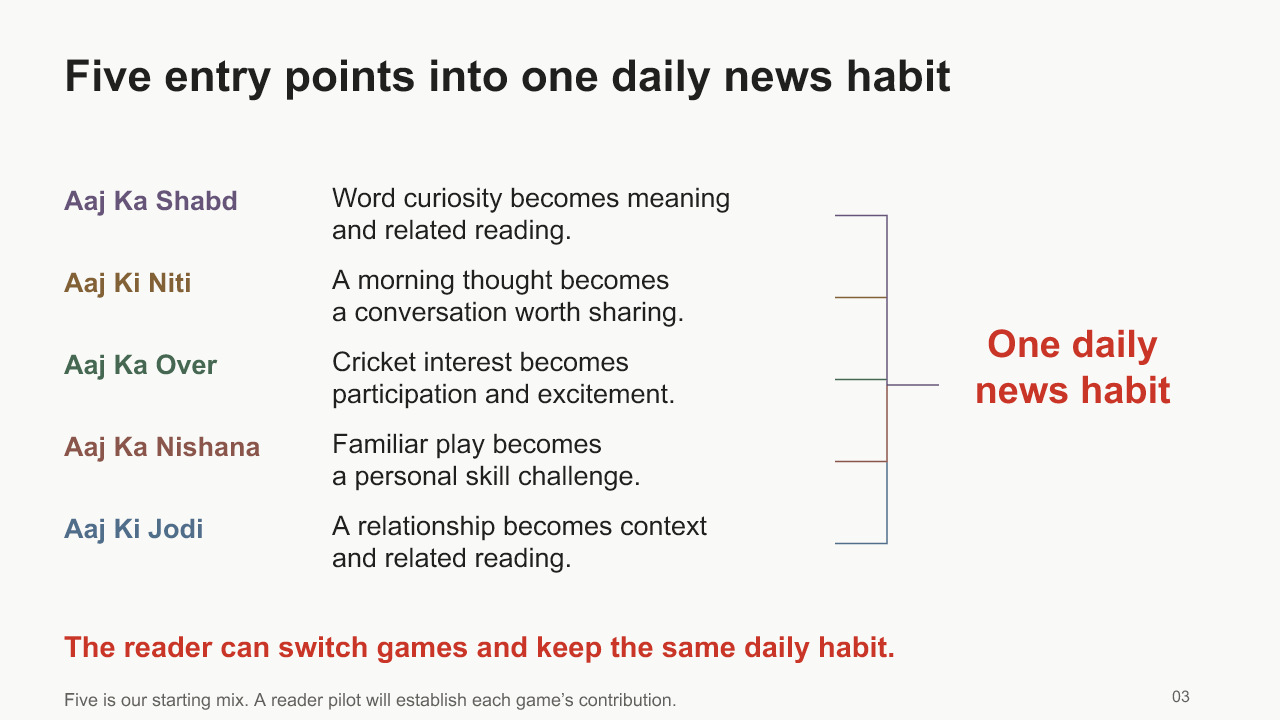 Five entry points into one daily news habit
Aaj Ka Shabd
Word curiosity becomes meaning
and related reading.
Aaj Ki Niti
A morning thought becomes
a conversation worth sharing.
Aaj Ka Over
Cricket interest becomes
participation and excitement.
Aaj Ka Nishana
Familiar play becomes
a personal skill challenge.
Aaj Ki Jodi
A relationship becomes context
and related reading.
One daily
news habit
The reader can switch games and keep the same daily habit.
Five is our starting mix. A reader pilot will establish each game’s contribution.
03